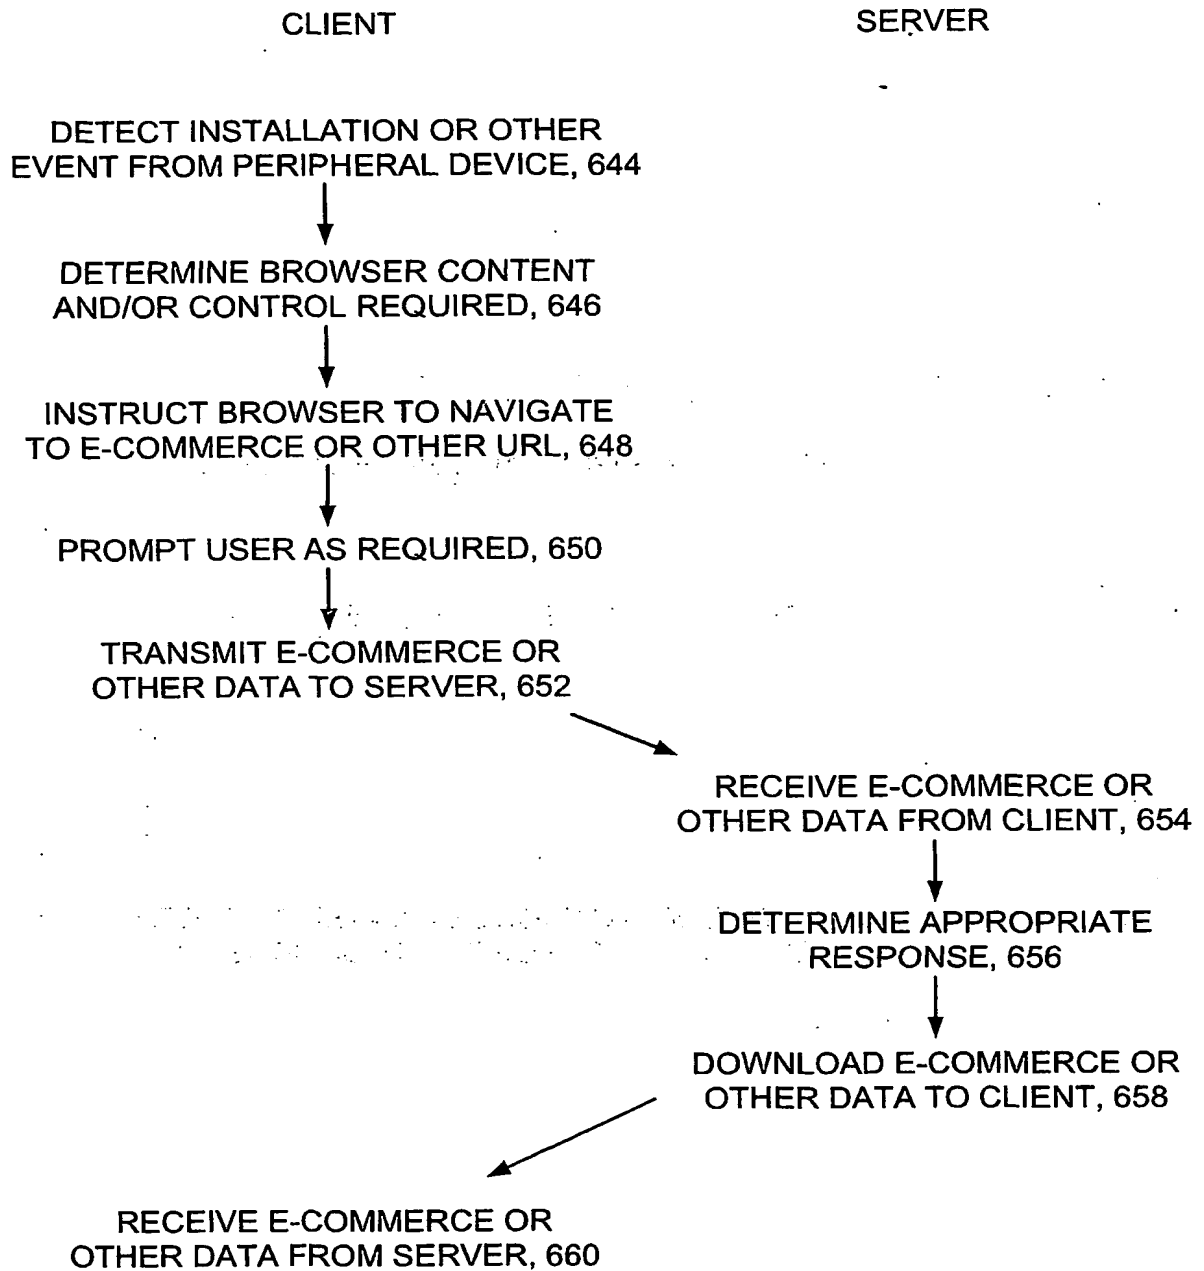 CLIENT
SERVER
DETECT INSTALLATION OR OTHER
EVENT FROM PERIPHERAL DEVICE, 644
DETERMINE BROWSER CONTENT
AND/OR CONTROL REQUIRED, 646
INSTRUCT BROWSER TO NAVIGATE
TO E-COMMERCE OR OTHER URL, 648
PROMPT USER AS REQUIRED, 650
TRANSMIT E-COMMERCE OR
OTHER DATA TO SERVER, 652
RECEIVE E-COMMERCE OR
OTHER DATA FROM CLIENT, 654
DETERMINE APPROPRIATE
RESPONSE, 656
DOWNLOAD E-COMMERCE OR
OTHER DATA TO CLIENT, 658
RECEIVE E-COMMERCE OR
OTHER DATA FROM SERVER, 660